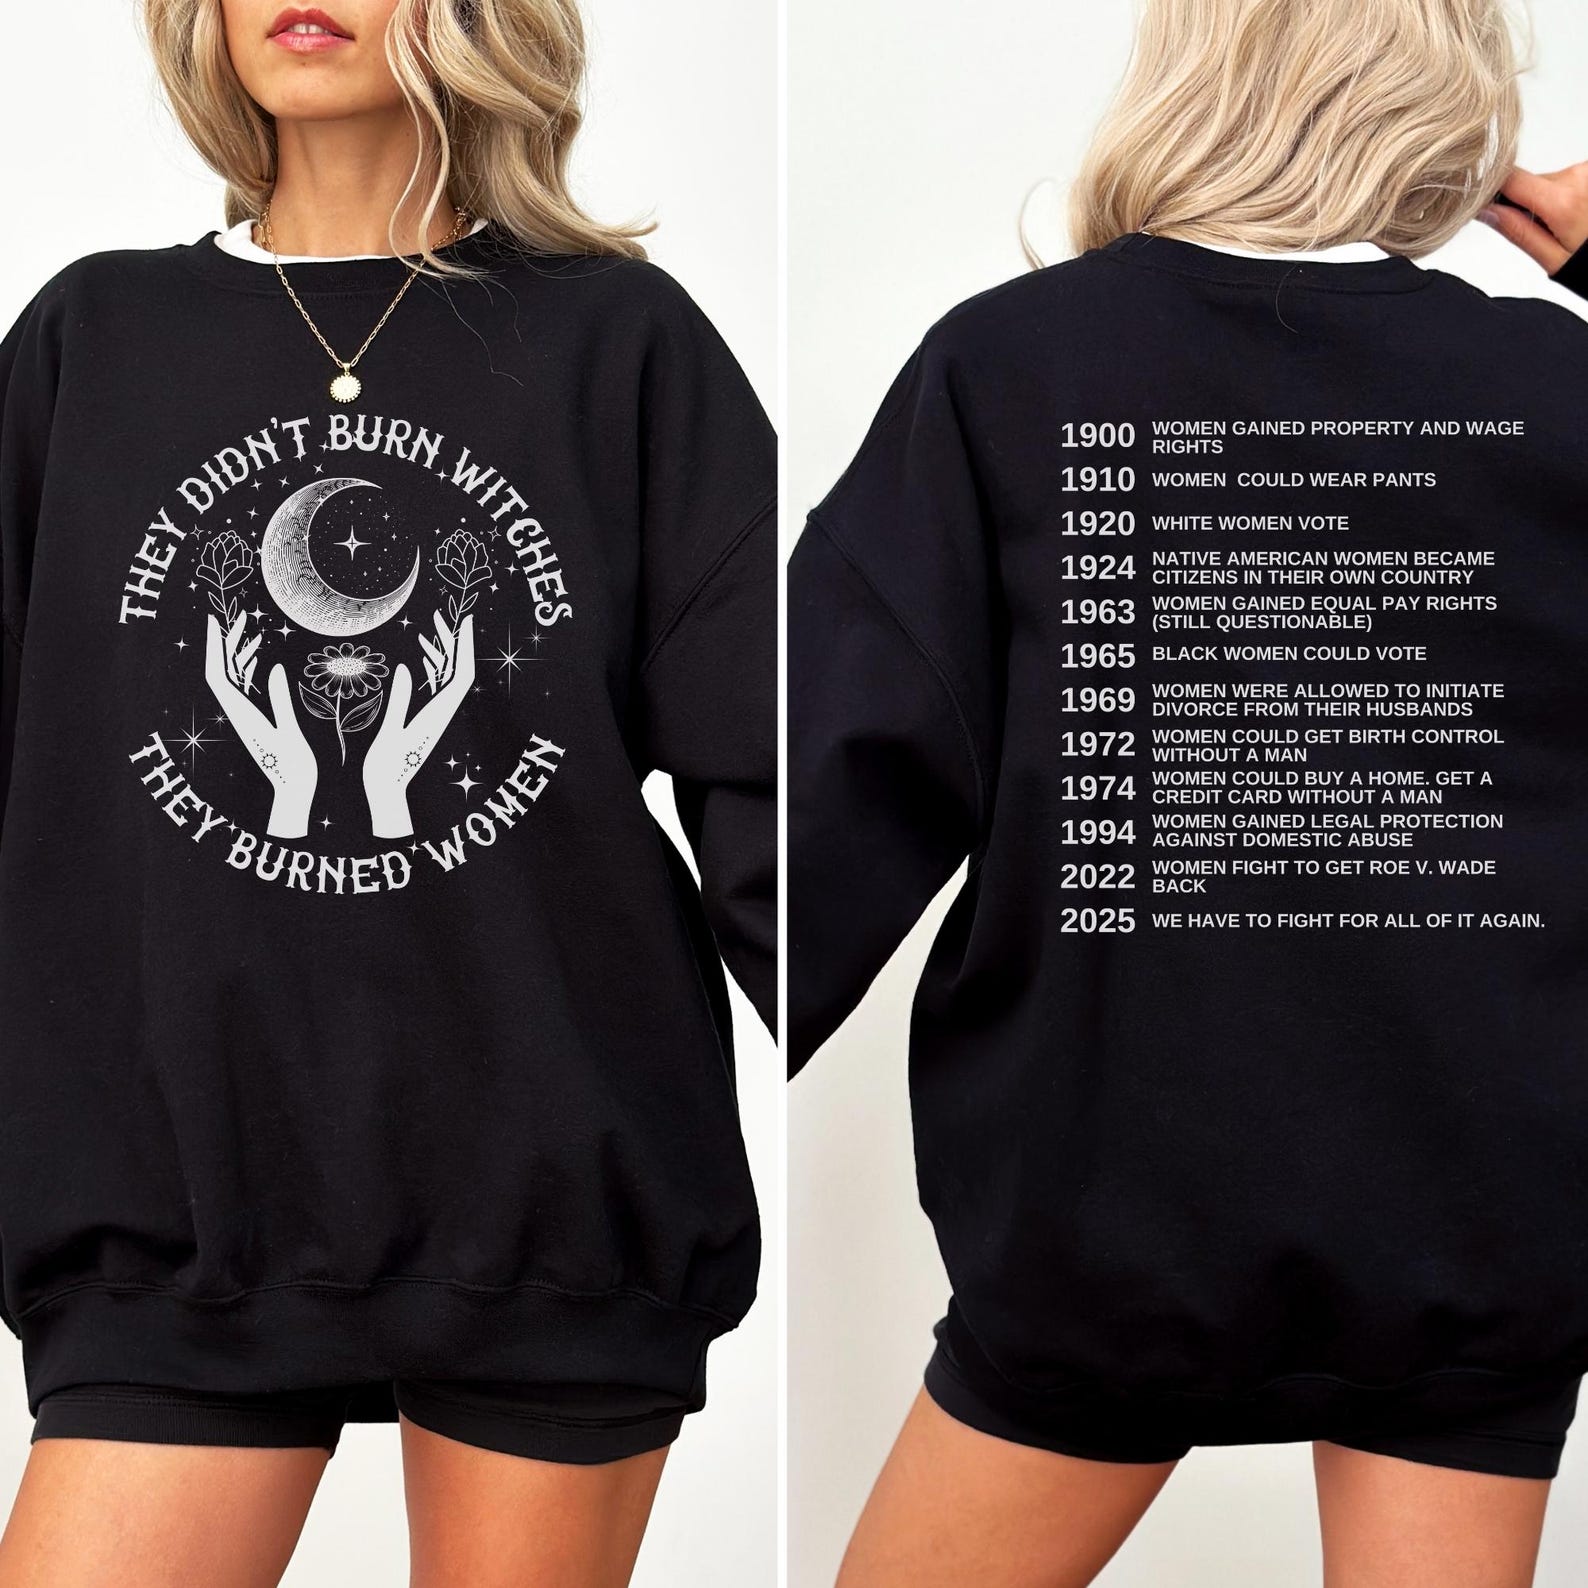 THEY DIDN'T BURN WITCHES
THEY BURNED WOMEN
1900 WOMEN GAINED PROPERTY AND WAGE
RIGHTS
1910 WOMEN COULD WEAR PANTS
1920 WHITE WOMEN VOTE
1924 NATIVE AMERICAN WOMEN BECAME
CITIZENS IN THEIR OWN COUNTRY
1963 WOMEN GAINED EQUAL PAY RIGHTS
(STILL QUESTIONABLE)
1965 BLACK WOMEN COULD VOTE
1969 WOMEN WERE ALLOWED TO INITIATE
DIVORCE FROM THEIR HUSBANDS
1972 WOMEN COULD GET BIRTH CONTROL
WITHOUT A MAN
1974 WOMEN COULD BUY A HOME. GET A
CREDIT CARD WITHOUT A MAN
1994 WOMEN GAINED LEGAL PROTECTION
AGAINST DOMESTIC ABUSE
2022 WOMEN FIGHT TO GET ROE V. WADE
BACK
2025 WE HAVE TO FIGHT FOR ALL OF IT AGAIN.